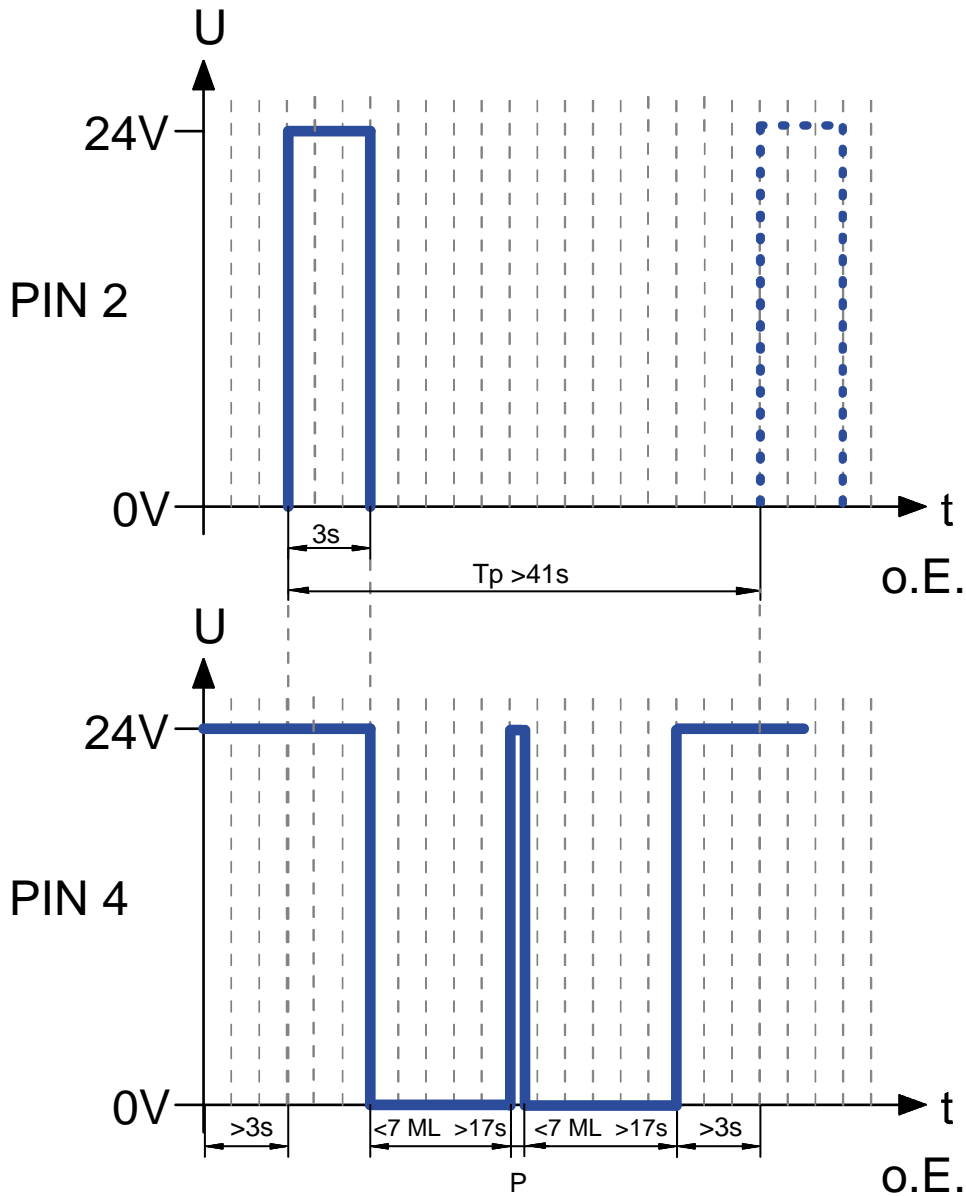 U
24V
PIN 2
0V
t
3s
Tp >41s
o.E.
U
24V
PIN 4
0V
t
>3s
<7 ML >17s
<7 ML >17s
>3s
P
o.E.